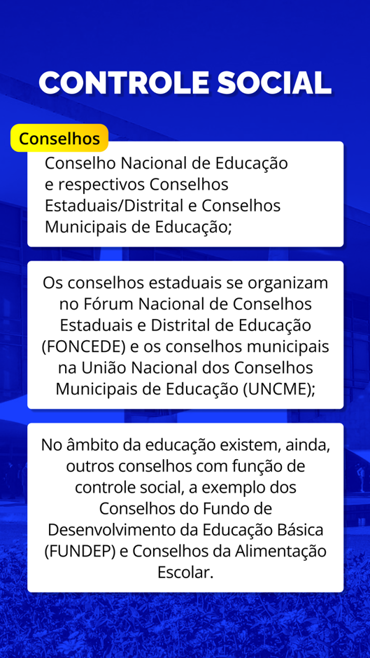 CONTROLE SOCIAL
Conselhos
Conselho Nacional de Educação
e respectivos Conselhos
Estaduais/Distrital e Conselhos
Municipais de Educação;
Os conselhos estaduais se organizam
no Fórum Nacional de Conselhos
Estaduais e Distrital de Educação
(FONCEDE) e os conselhos municipais
na União Nacional dos Conselhos
Municipais de Educação (UNCME);
No âmbito da educação existem, ainda,
outros conselhos com função de
controle social, a exemplo dos
Conselhos do Fundo de
Desenvolvimento da Educação Básica
(FUNDEP) e Conselhos da Alimentação
Escolar.